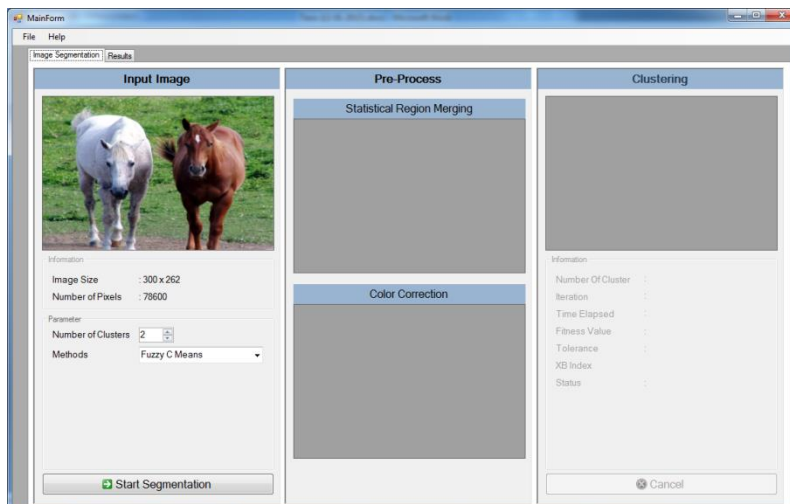 MainForm
File Help
Image Segmentation Results
Input Image
Information
Image Size : 300 x 262
Number of Pixels : 78600
Parameter
Number of Clusters 2
Methods Fuzzy C Means
Start Segmentation
Pre-Process
Statistical Region Merging
Color Correction
Clustering
Information
Number Of Cluster :
Iteration :
Time Elapsed :
Fitness Value :
Tolerance :
XB Index
Status :
Cancel